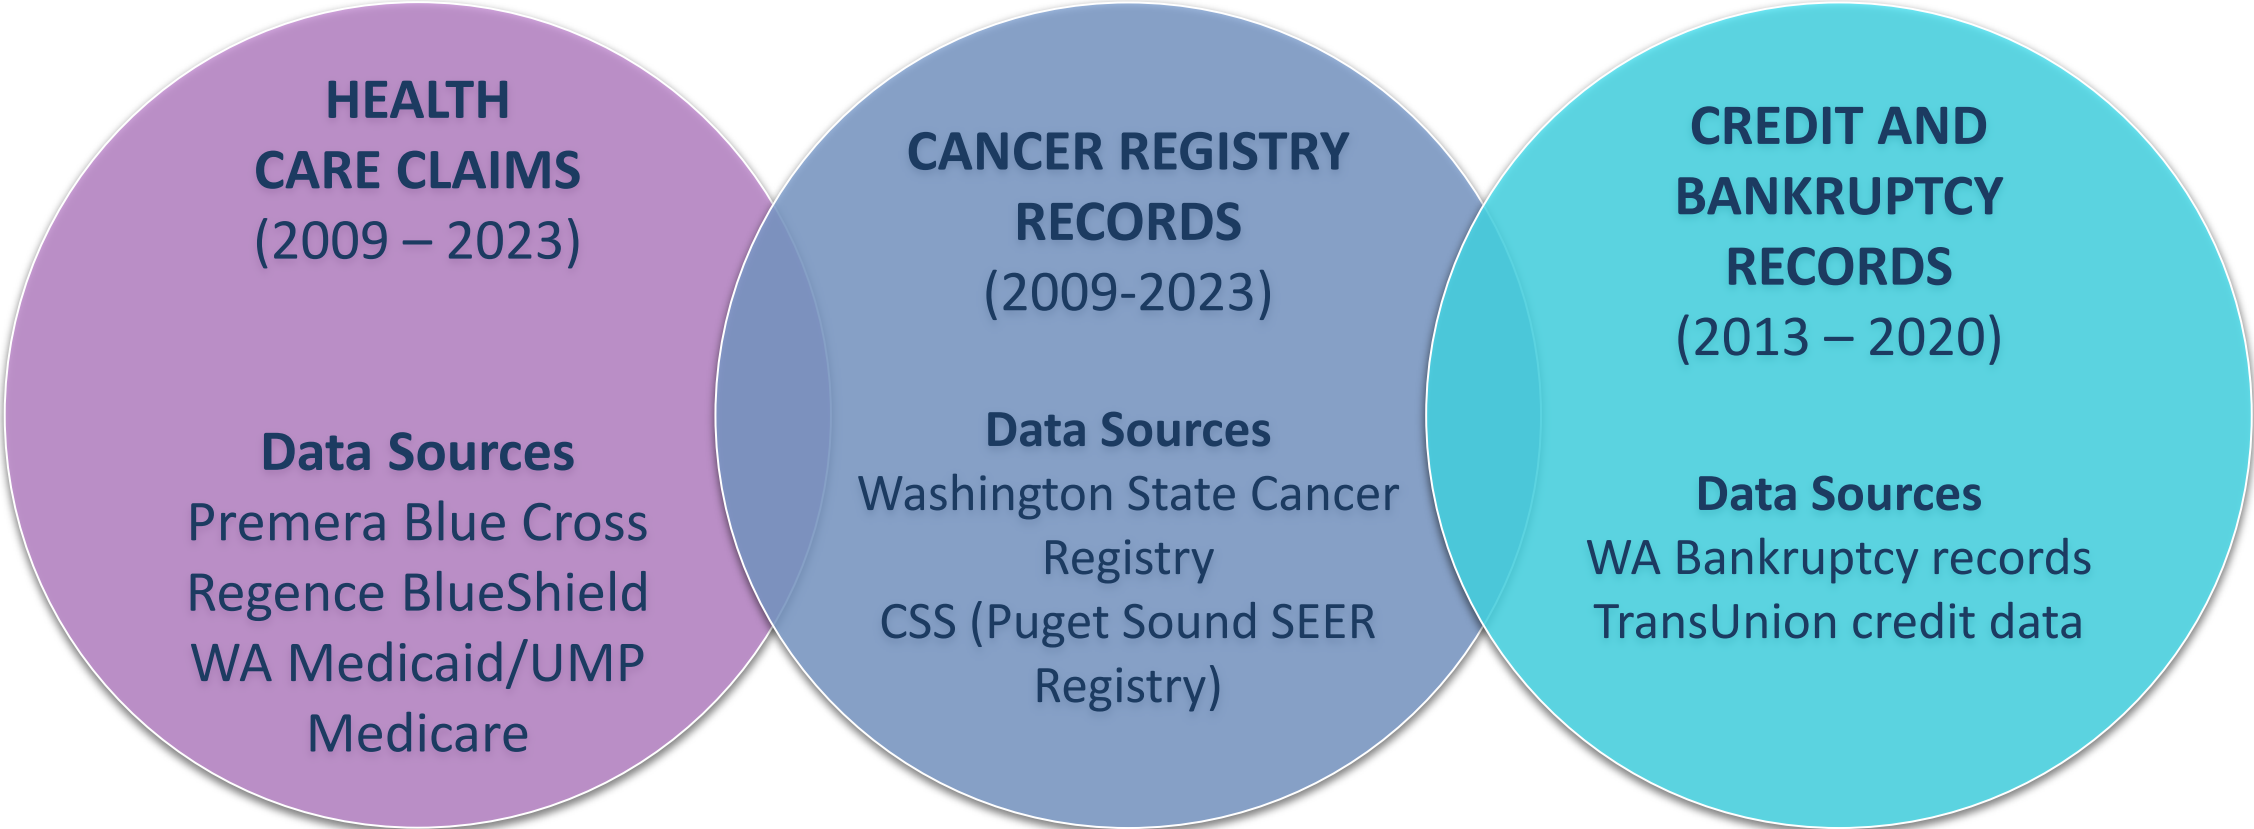 HEALTH
CARE CLAIMS
(2009 – 2023)
Data Sources
Premera Blue Cross
Regence BlueShield
WA Medicaid/UMP
Medicare
CANCER REGISTRY
RECORDS
(2009-2023)
Data Sources
Washington State Cancer
Registry
CSS (Puget Sound SEER
Registry)
CREDIT AND
BANKRUPTCY
RECORDS
(2013 – 2020)
Data Sources
WA Bankruptcy records
TransUnion credit data